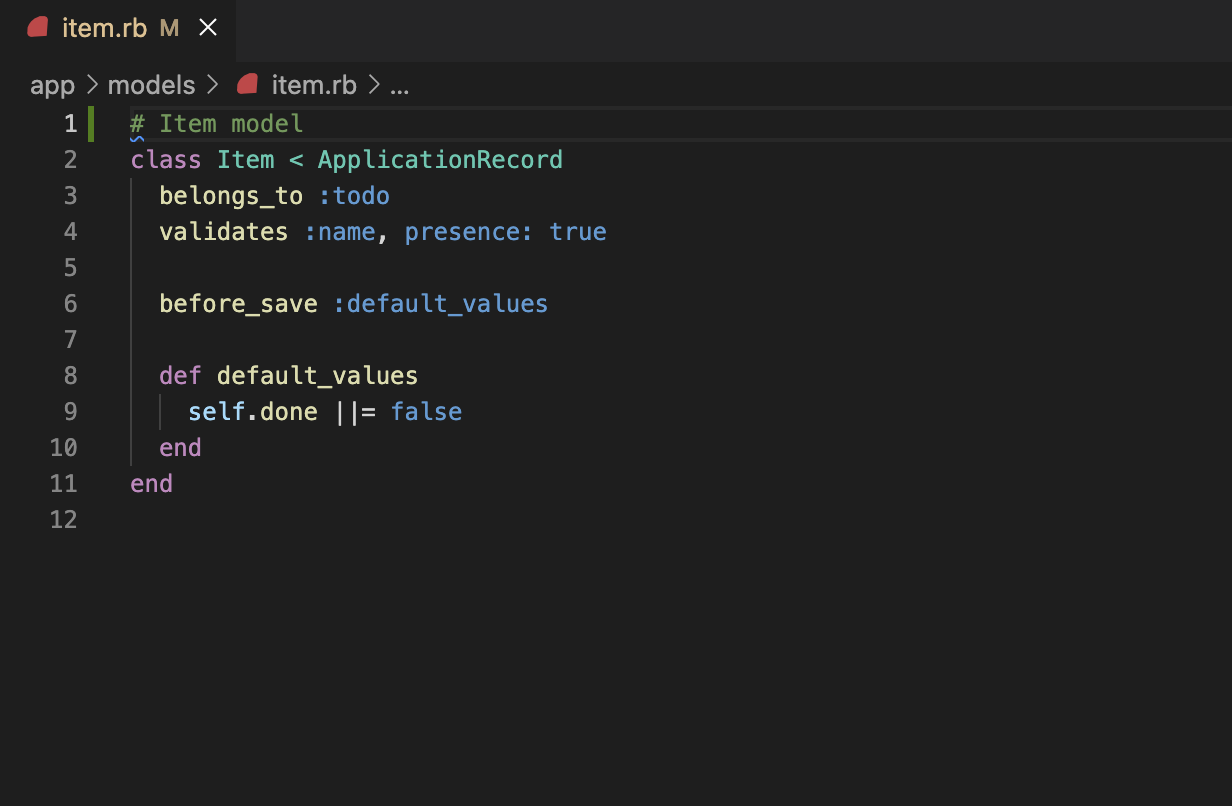 item.rb M
app > models > item.rb > ...
1 # Item model
2 class Item < ApplicationRecord
3   belongs_to :todo
4   validates :name, presence: true
5
6   before_save :default_values
7
8   def default_values
9     self.done ||= false
10   end
11 end
12